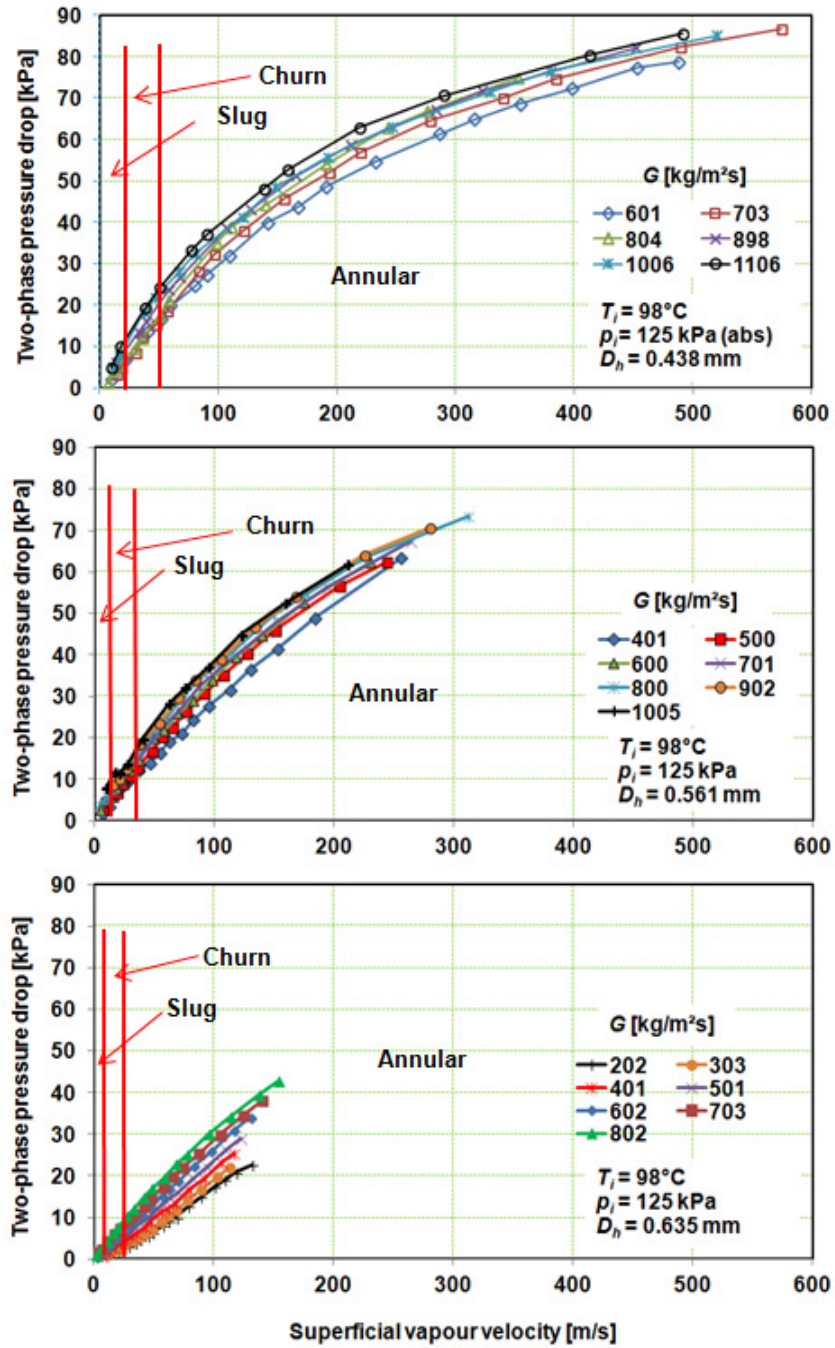 Two-phase pressure drop [kPa]
90
80
70
60
50
40
30
20
10
0
Churn
Slug
Annular
G [kg/m²s]
601 703
804 898
1006 1106
Ti = 98°C
pi = 125 kPa (abs)
Dh = 0.438 mm
0 100 200 300 400 500 600
Two-phase pressure drop [kPa]
90
80
70
60
50
40
30
20
10
0
Churn
Slug
Annular
G [kg/m²s]
401 500
600 701
800 902
1005
Ti = 98°C
pi = 125 kPa
Dh = 0.561 mm
0 100 200 300 400 500 600
Two-phase pressure drop [kPa]
90
80
70
60
50
40
30
20
10
0
Churn
Slug
Annular
G [kg/m²s]
202 303
401 501
602 703
802
Ti = 98°C
pi = 125 kPa
Dh = 0.635 mm
0 100 200 300 400 500 600
Superficial vapour velocity [m/s]